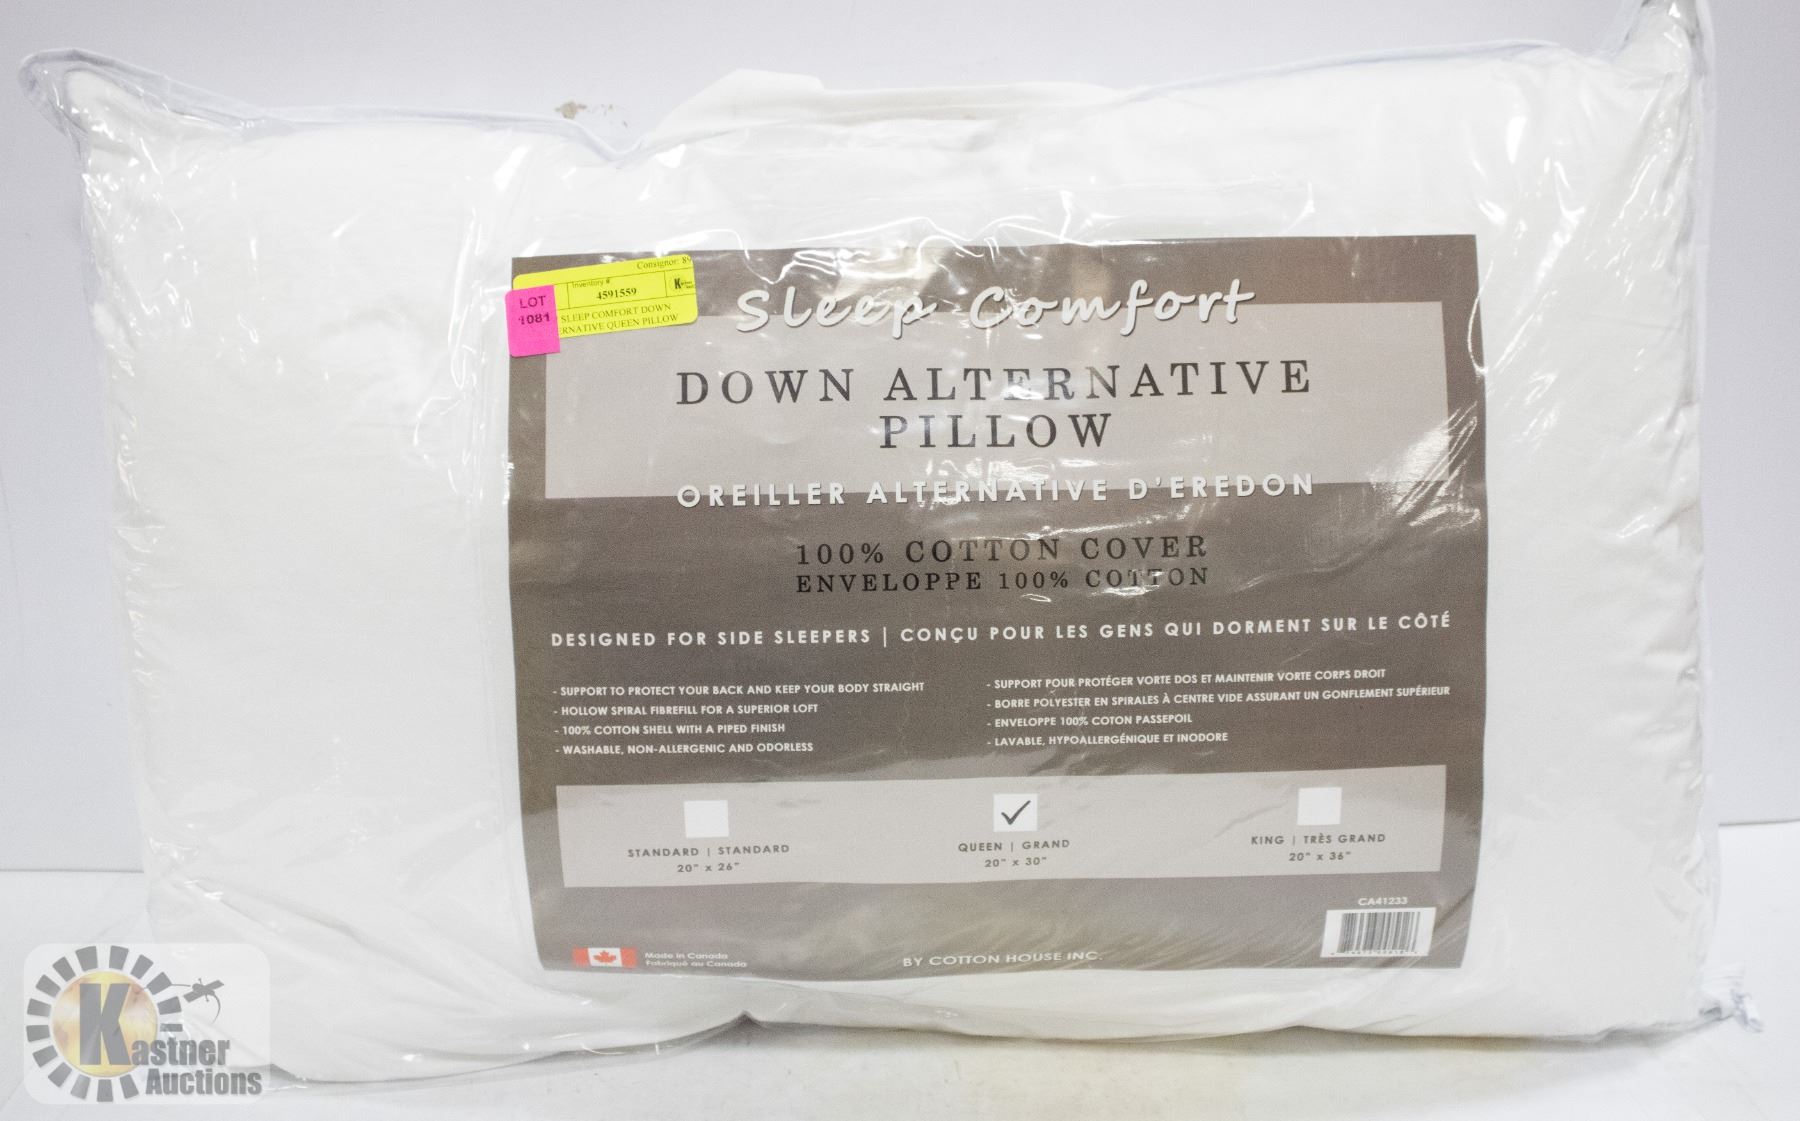 Consignor: 89
Inventory #:
4591559
LOT
1081
SLEEP COMFORT DOWN
ERNATIVE QUEEN PILLOW
Sleep Comfort
DOWN ALTERNATIVE
PILLOW
OREILLER ALTERNATIVE D'EREDON
100% COTTON COVER
ENVELOPPE 100% COTTON
DESIGNED FOR SIDE SLEEPERS | CONÇU POUR LES GENS QUI DORMENT SUR LE CÔTÉ
- SUPPORT TO PROTECT YOUR BACK AND KEEP YOUR BODY STRAIGHT
- HOLLOW SPIRAL FIBREFILL FOR A SUPERIOR LOFT
- 100% COTTON SHELL WITH A PIPED FINISH
- WASHABLE, NON-ALLERGENIC AND ODORLESS
- SUPPORT POUR PROTÉGER VORTE DOS ET MAINTENIR VORTE CORPS DROIT
- BORRE POLYESTER EN SPIRALES À CENTRE VIDE ASSURANT UN GONFLEMENT SUPÉRIEUR
- ENVELOPPE 100% COTON PASSEPOIL
- LAVABLE, HYPOALLERGÉNIQUE ET INODORE
STANDARD | STANDARD
20" x 26"
QUEEN | GRAND
20" x 30"
KING | TRÈS GRAND
20" x 36"
CA41233
Made in Canada
Fabriqué au Canada
BY COTTON HOUSE INC.
Kastner
Auctions